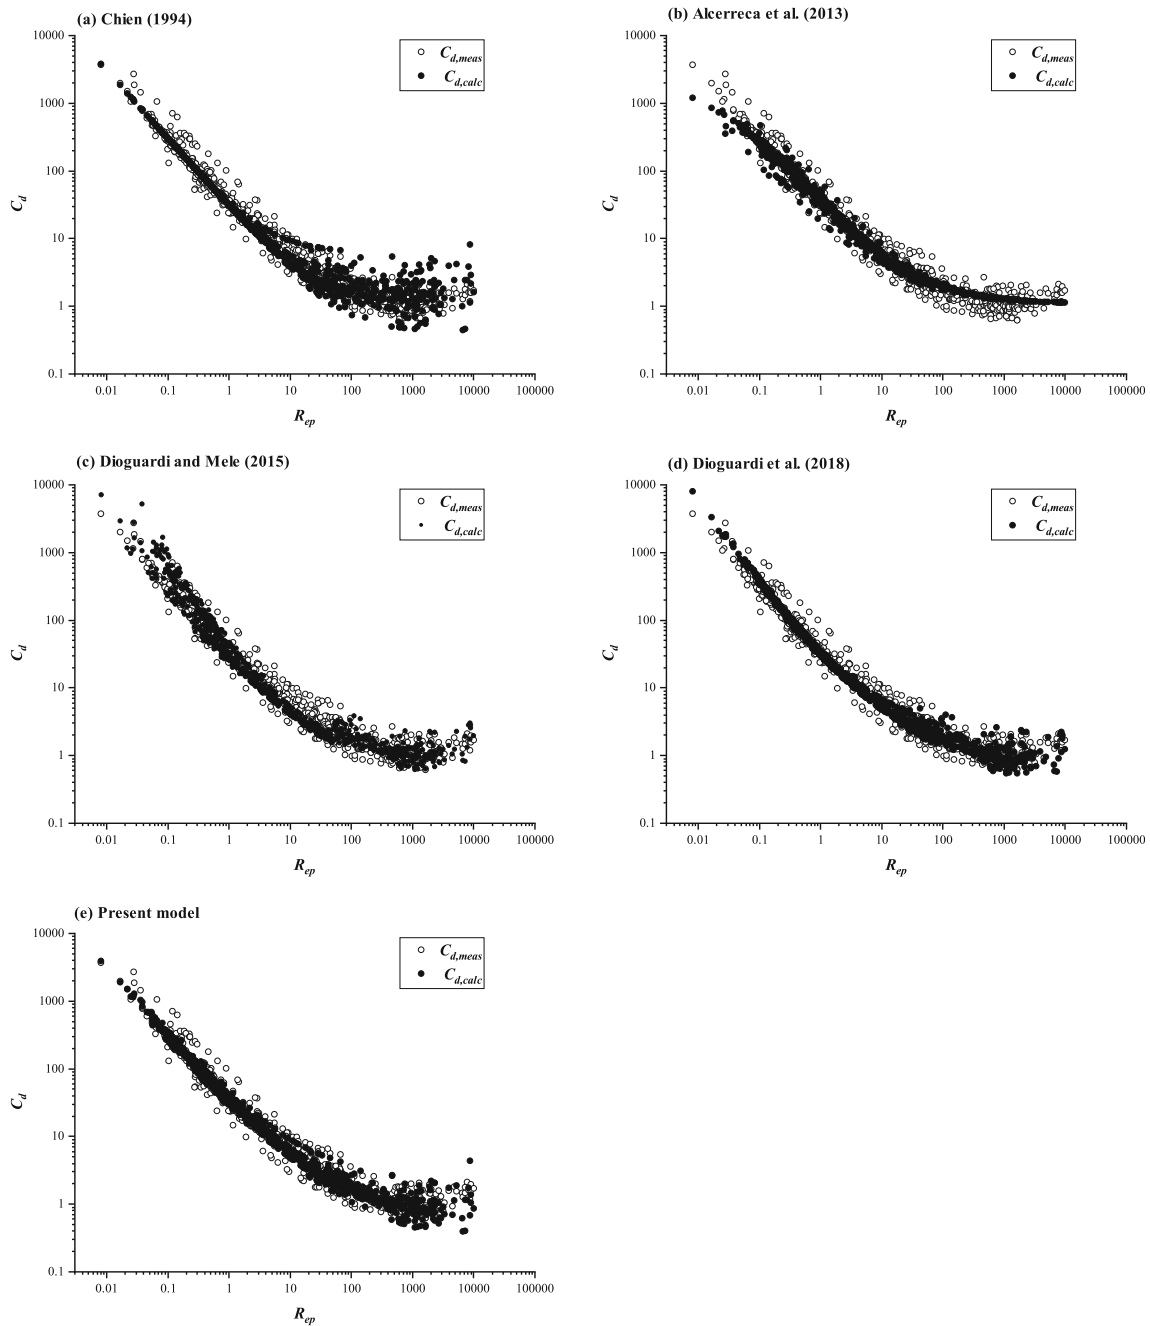 (a) Chien (1994)
10000
1000
100
10
1
0.1
C_d
C_d,meas
C_d,calc
0.01 0.1 1 10 100 1000 10000 100000
R_ep
(b) Alcerreca et al. (2013)
10000
1000
100
10
1
0.1
C_d
C_d,meas
C_d,calc
0.01 0.1 1 10 100 1000 10000 100000
R_ep
(c) Dioguardi and Mele (2015)
10000
1000
100
10
1
0.1
C_d
C_d,meas
C_d,calc
0.01 0.1 1 10 100 1000 10000 100000
R_ep
(d) Dioguardi et al. (2018)
10000
1000
100
10
1
0.1
C_d
C_d,meas
C_d,calc
0.01 0.1 1 10 100 1000 10000 100000
R_ep
(e) Present model
10000
1000
100
10
1
0.1
C_d
C_d,meas
C_d,calc
0.01 0.1 1 10 100 1000 10000 100000
R_ep